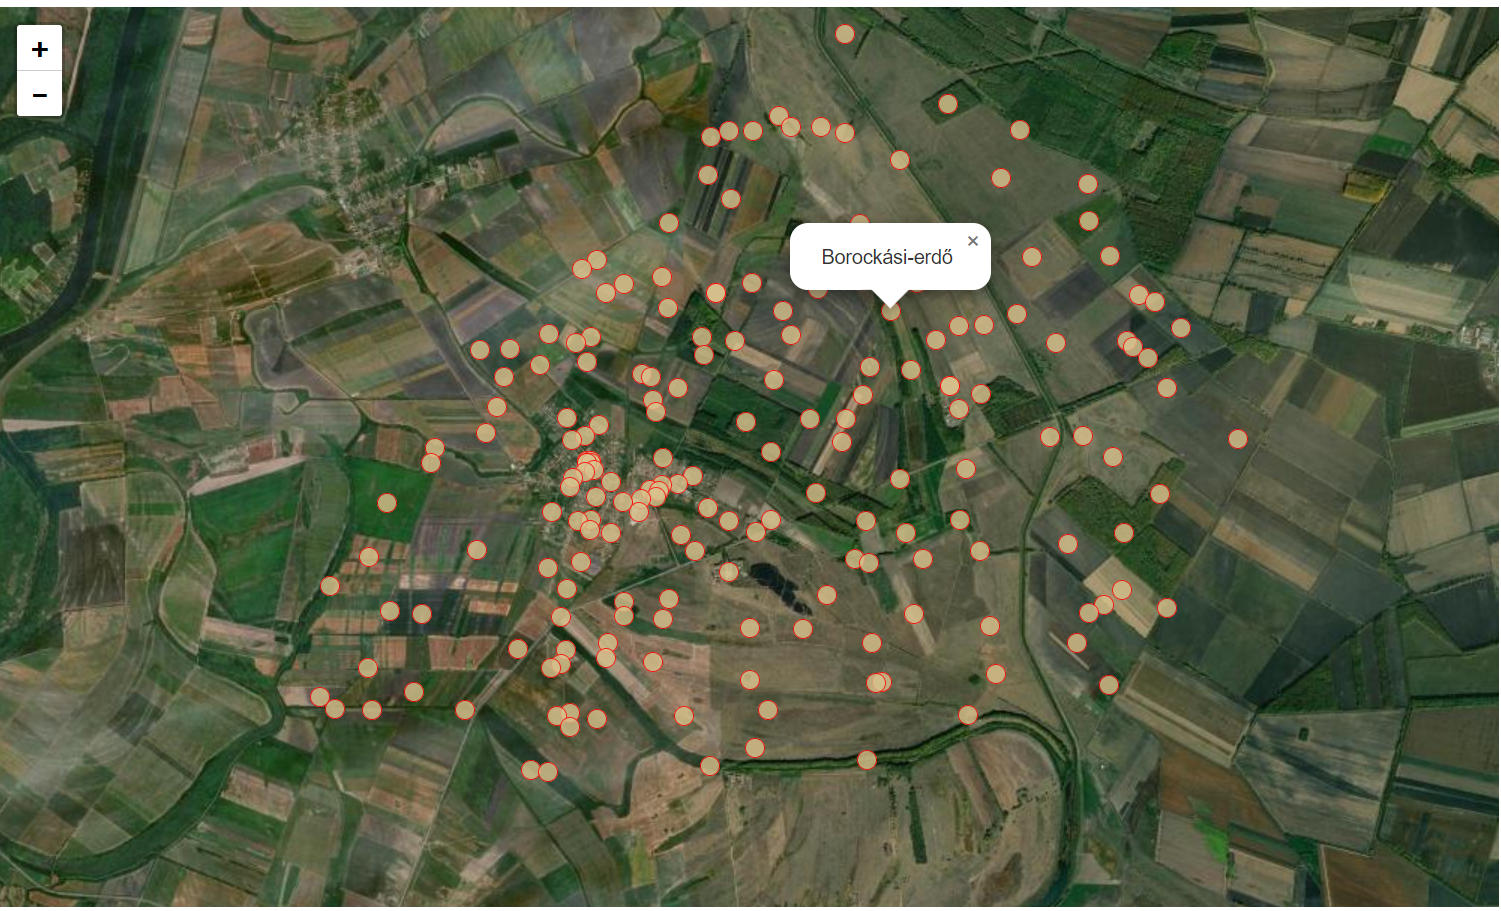 +
−
Borockási-erdő
×